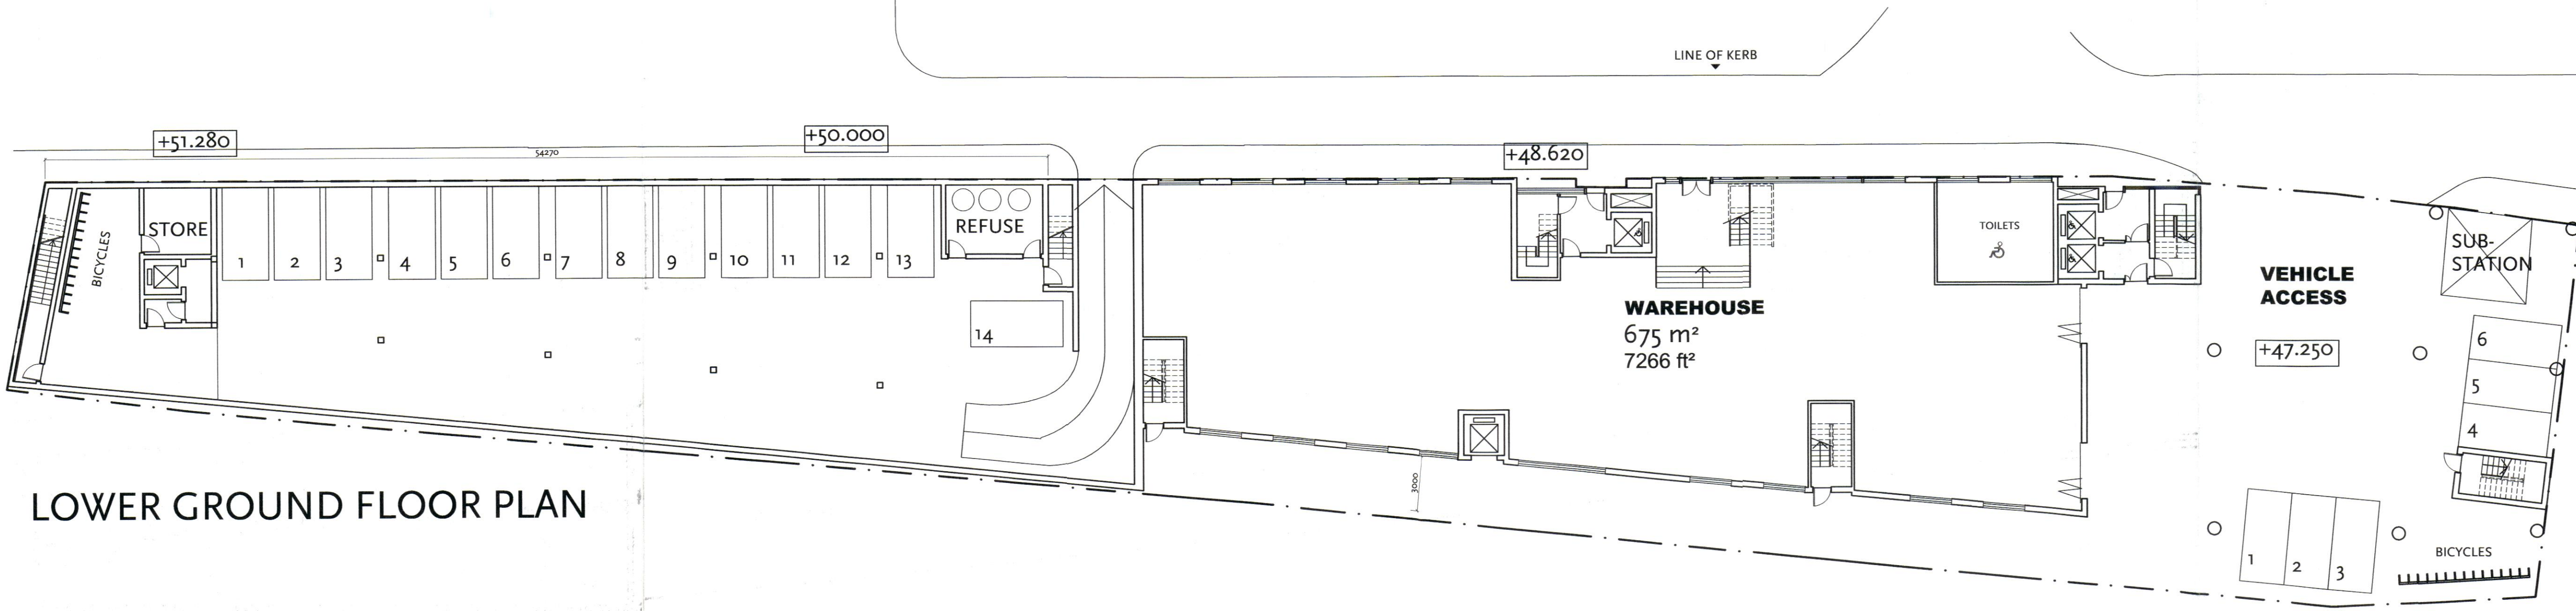 LINE OF KERB
+51.280
+50.000
54270
+48.620
STORE
BICYCLES
1
2
3
4
5
6
7
8
9
10
11
12
13
REFUSE
14
TOILETS
WAREHOUSE
675 m²
7266 ft²
3000
VEHICLE
ACCESS
+47.250
SUB-
STATION
6
5
4
1
2
3
BICYCLES
LOWER GROUND FLOOR PLAN